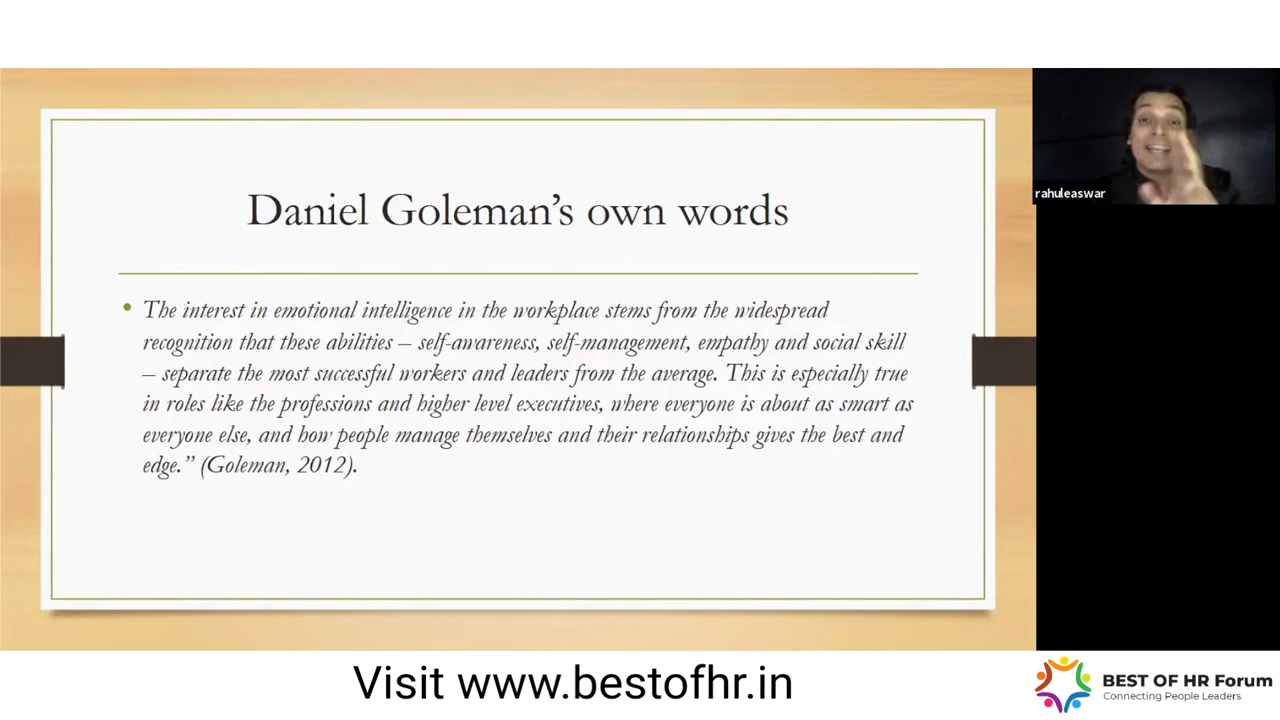 Daniel Goleman’s own words
• The interest in emotional intelligence in the workplace stems from the widespread
recognition that these abilities – self-awareness, self-management, empathy and social skill
– separate the most successful workers and leaders from the average. This is especially true
in roles like the professions and higher level executives, where everyone is about as smart as
everyone else, and how people manage themselves and their relationships gives the best and
edge.” (Goleman, 2012).
rahuleaswar
Visit www.bestofhr.in
BEST OF HR Forum
Connecting People Leaders